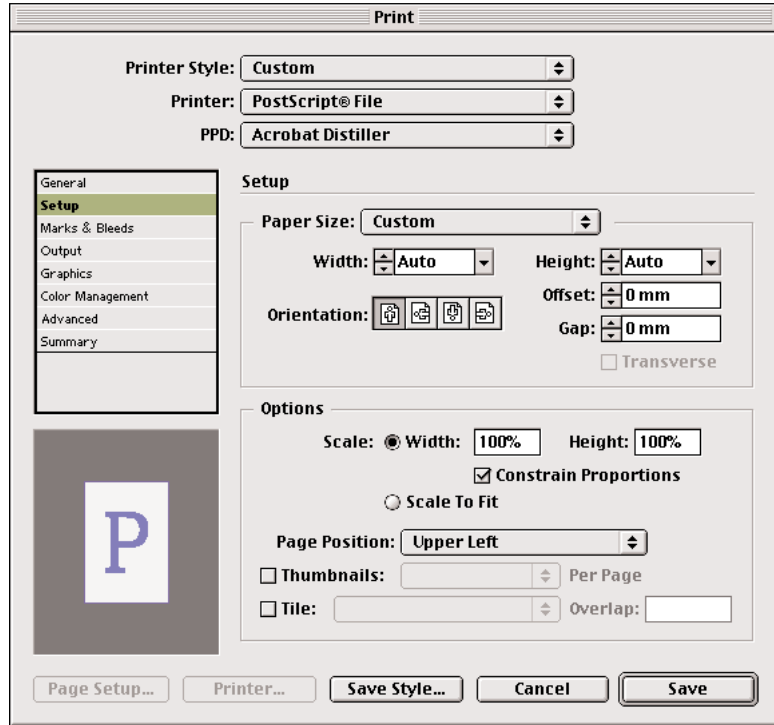 Print
Printer Style: Custom
Printer: PostScript® File
PPD: Acrobat Distiller
General
Setup
Marks & Bleeds
Output
Graphics
Color Management
Advanced
Summary
Setup
Paper Size: Custom
Width: Auto Height: Auto
Orientation: Offset: 0 mm
Gap: 0 mm
Transverse
Options
Scale: Width: 100% Height: 100%
Constrain Proportions
Scale To Fit
Page Position: Upper Left
Thumbnails: Per Page
Tile: Overlap:
P
Page Setup... Printer... Save Style... Cancel Save